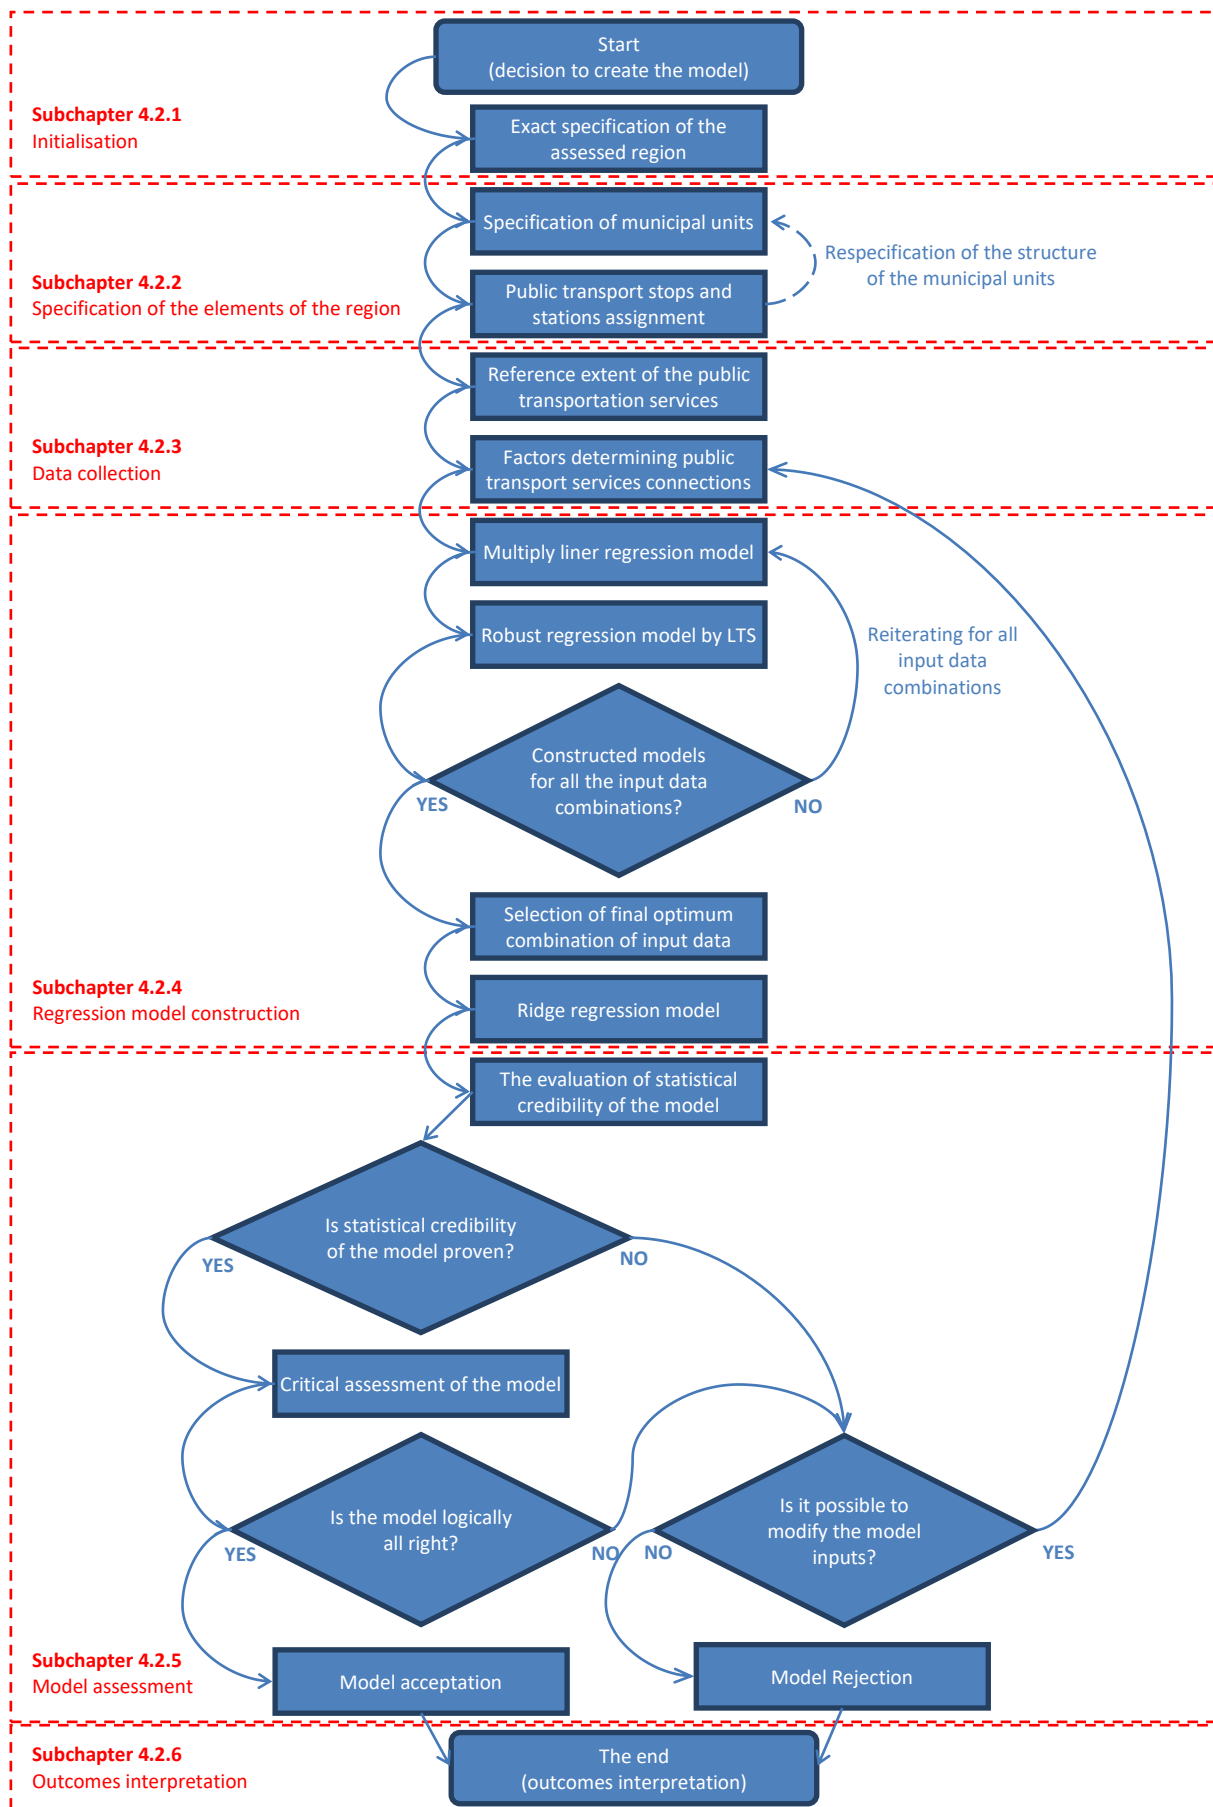 Start
(decision to create the model)
Subchapter 4.2.1
Initialisation
Exact specification of the
assessed region
Specification of municipal units
Respecification of the structure
of the municipal units
Subchapter 4.2.2
Specification of the elements of the region
Public transport stops and
stations assignment
Reference extent of the public
transportation services
Subchapter 4.2.3
Data collection
Factors determining public
transport services connections
Multiply liner regression model
Robust regression model by LTS
Reiterating for all
input data
combinations
Constructed models
for all the input data
combinations?
YES
NO
Selection of final optimum
combination of input data
Subchapter 4.2.4
Regression model construction
Ridge regression model
The evaluation of statistical
credibility of the model
Is statistical credibility
of the model proven?
YES
NO
Critical assessment of the model
Is the model logically
all right?
YES
NO
Is it possible to
modify the model
inputs?
NO
YES
Subchapter 4.2.5
Model assessment
Model acceptation
Model Rejection
Subchapter 4.2.6
Outcomes interpretation
The end
(outcomes interpretation)